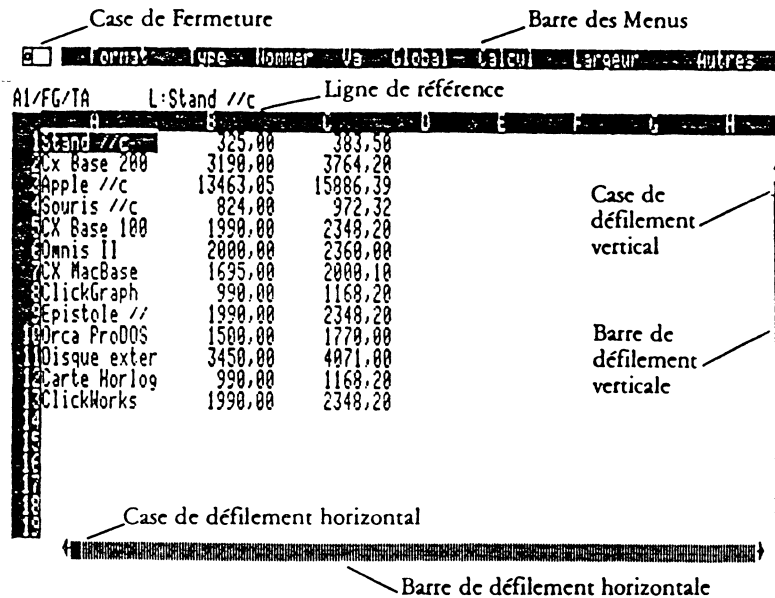 Case de Fermeture
Barre des Menus
Format Type Nommer Va Global Calcul Largeur Autres
Ligne de référence
A1/FG/TA L:Stand //c
A B C D E F G H
1 Stand //c 325,00 383,50
2 Cx Base 200 3190,00 3764,20
3 Apple //c 13463,05 15886,39
4 Souris //c 824,00 972,32
5 CX Base 100 1990,00 2348,20
6 Omnis II 2000,00 2360,00
7 CX MacBase 1695,00 2000,10
8 ClickGraph 990,00 1168,20
9 Epistole // 1990,00 2348,20
10 Orca ProDOS 1500,00 1770,00
11 Disque exter 3450,00 4071,00
12 Carte Horlog 990,00 1168,20
13 ClickWorks 1990,00 2348,20
14
15
16
17
18
19
Case de
défilement
vertical
Barre de
défilement
verticale
Case de défilement horizontal
Barre de défilement horizontale